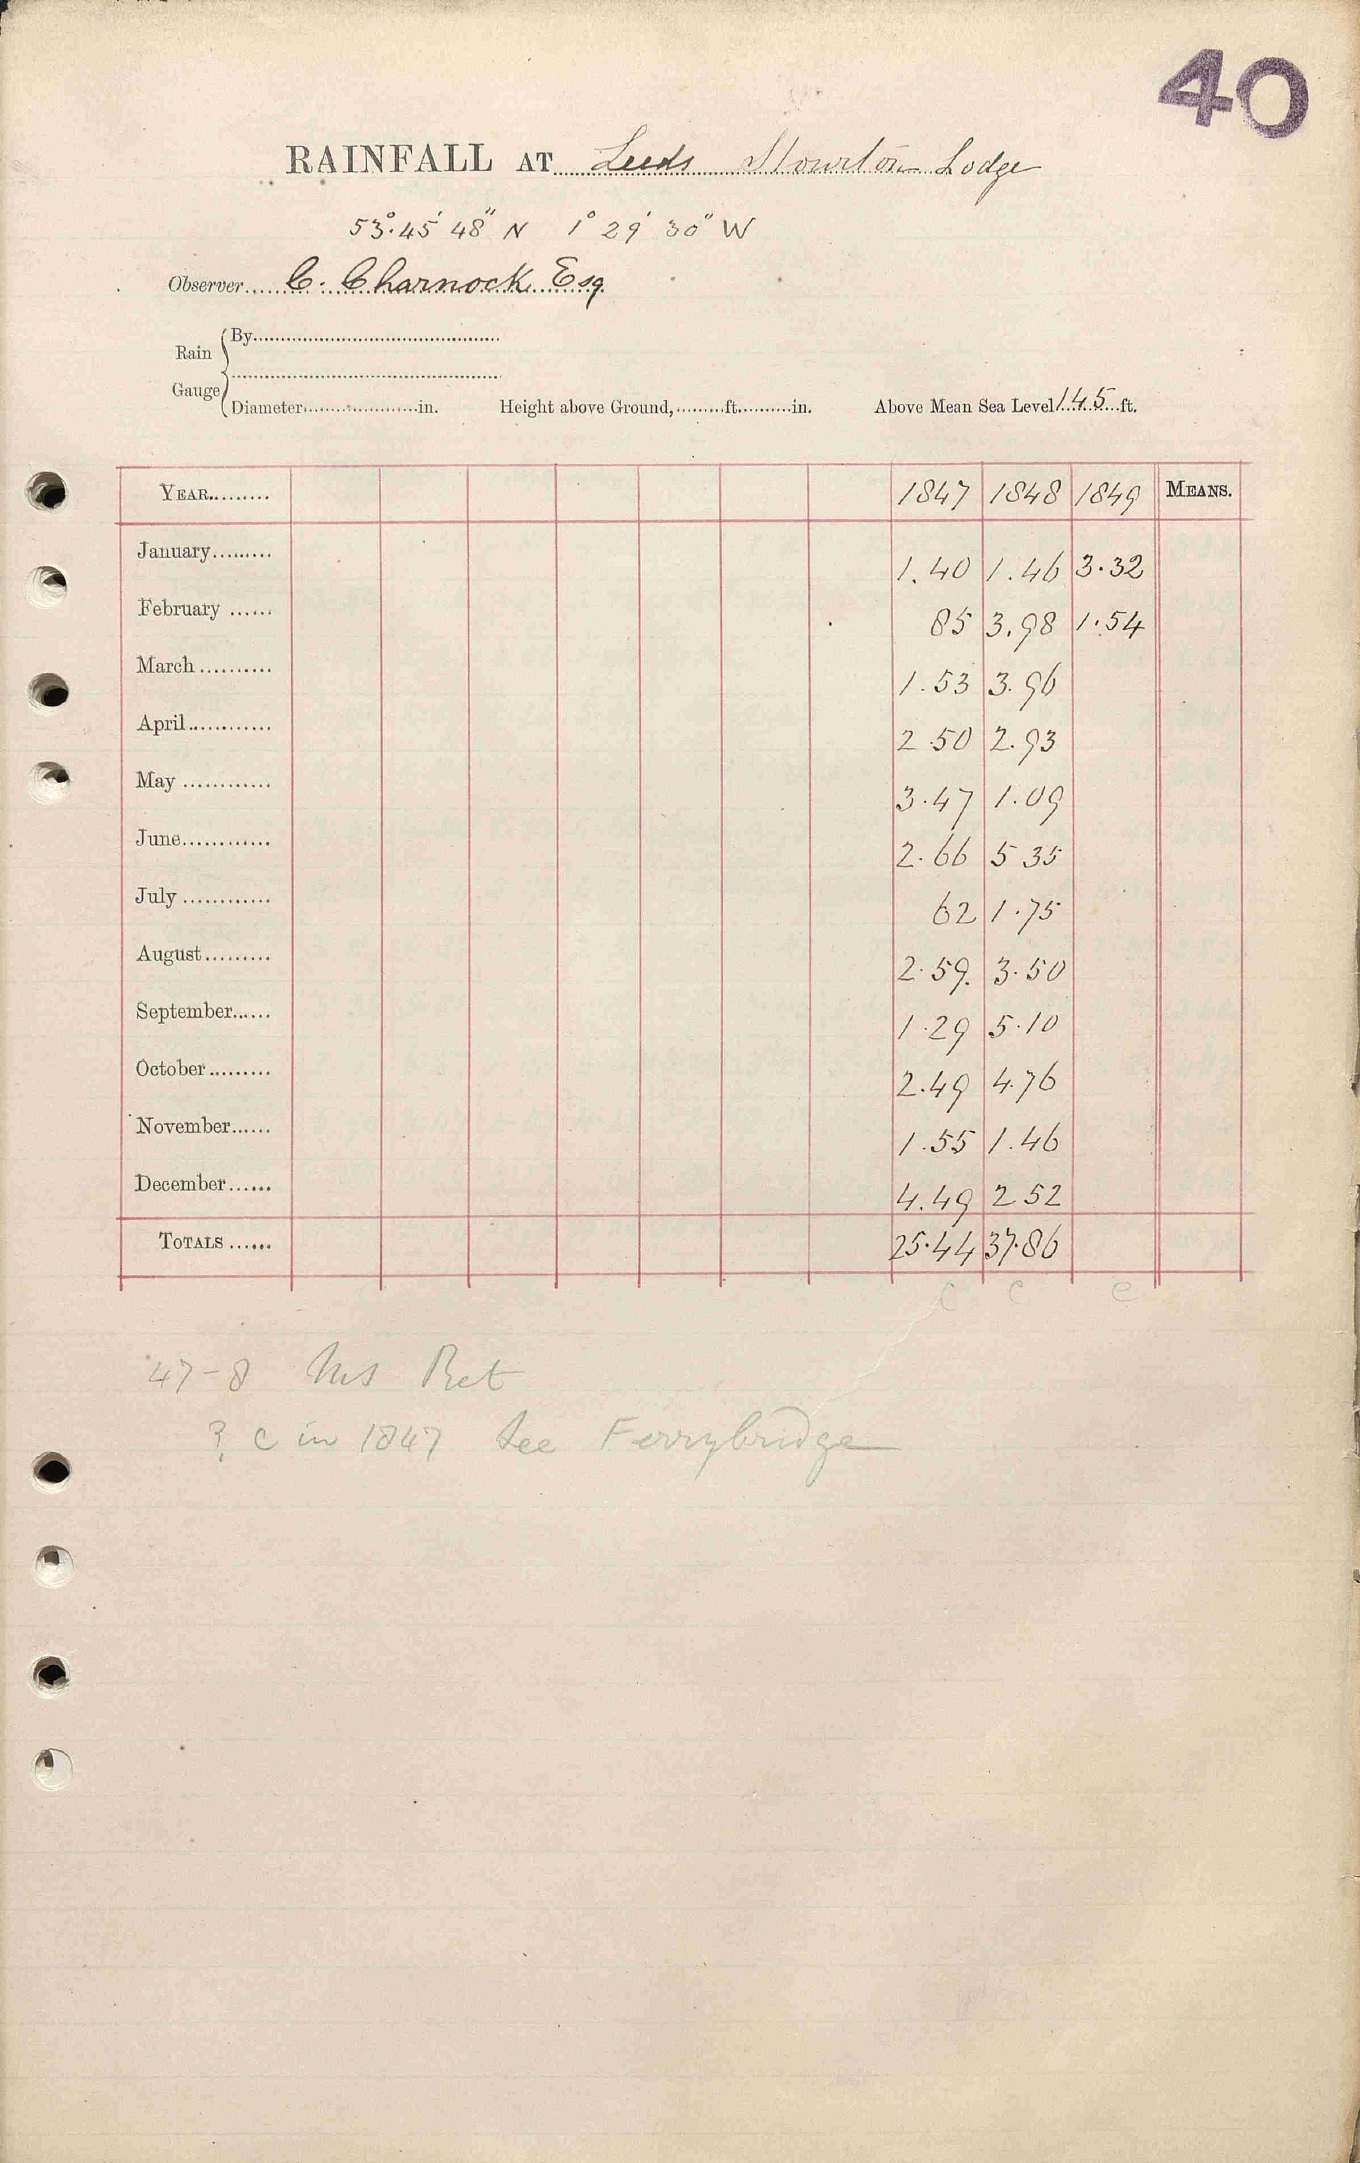 40
RAINFALL AT Leeds Stourton Lodge
53° 45' 48" N 1° 29' 30" W
Observer C. Charnock Esq
Rain Gauge
By
Diameter in. Height above Ground, ft. in. Above Mean Sea Level 145 ft.
YEAR 1847 1848 1849 MEANS.
January 1.40 1.46 3.32
February 85 3.98 1.54
March 1.53 3.96
April 2 50 2.93
May 3.47 1.09
June 2.66 5 35
July 62 1.75
August 2.59. 3.50
September 1.29 5.10
October 2.49 4.76
November 1.55 1.46
December 4.49 2 52
TOTALS 25.44 37.86
c c c
47-8 Ms Ret
? c in 1847 See Ferrybridge